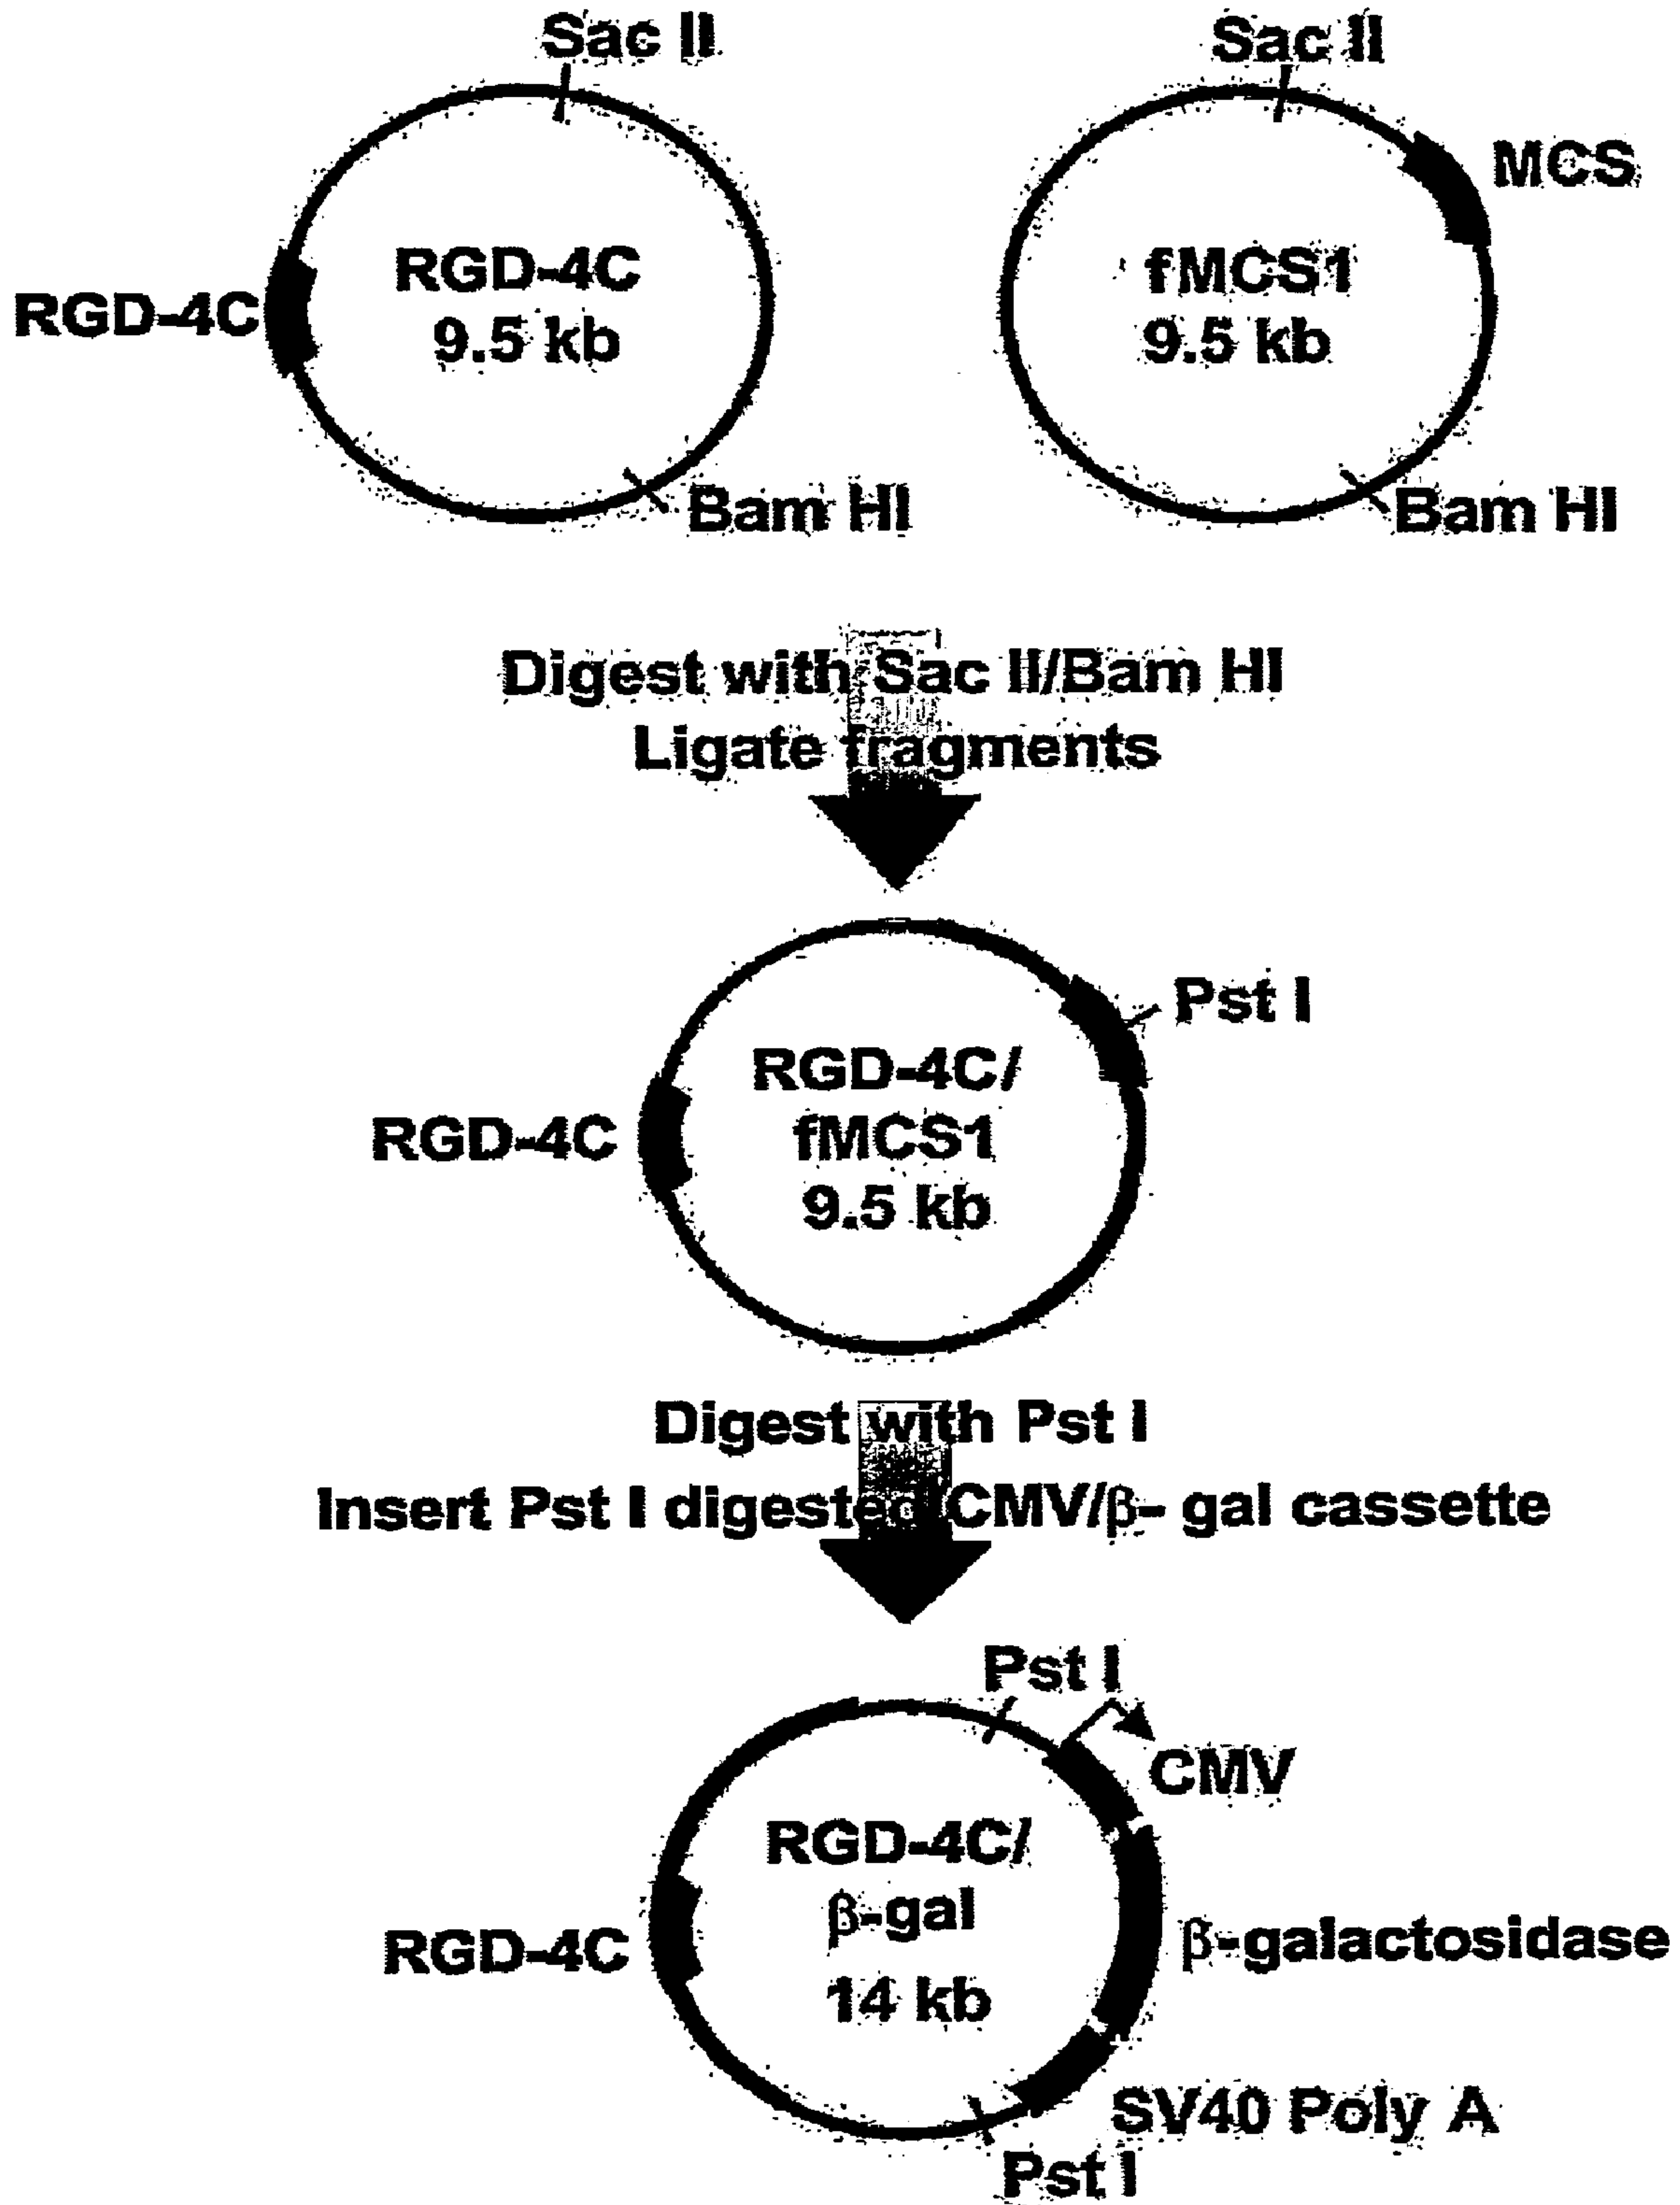 Sac II
Sac II
MCS
RGD-4C
9.5 kb
RGD-4C
fMCS1
9.5 kb
Bam HI
Bam HI
Digest with Sac II/Bam HI
Ligate fragments
Pst I
RGD-4C/
fMCS1
9.5 kb
RGD-4C
Digest with Pst I
Insert Pst I digested CMV/β- gal cassette
Pst I
CMV
RGD-4C/
β-gal
14 kb
RGD-4C
β-galactosidase
SV40 Poly A
Pst I